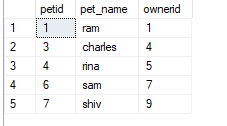 petid pet_name ownerid
1 1 ram 1
2 3 charles 4
3 4 rina 5
4 6 sam 7
5 7 shiv 9